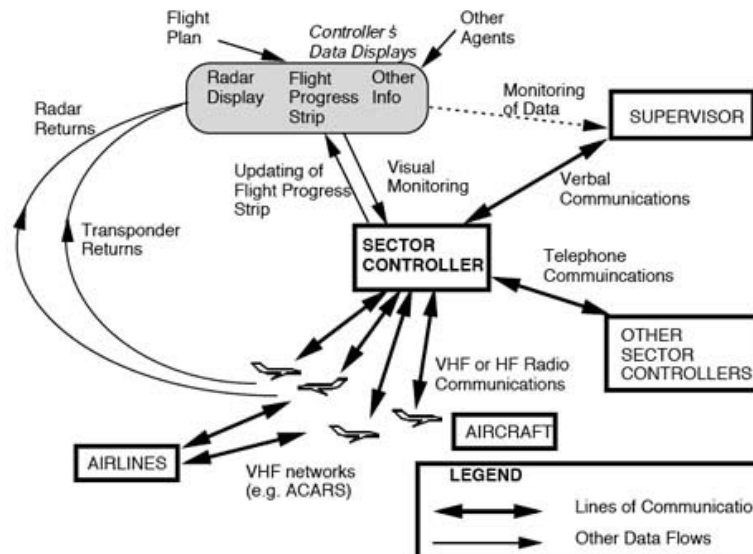 Flight
Plan
Controller's
Data Displays
Other
Agents
Radar
Display
Flight
Progress
Strip
Other
Info
Radar
Returns
Monitoring
of Data
SUPERVISOR
Updating of
Flight Progress
Strip
Visual
Monitoring
Verbal
Communications
Transponder
Returns
SECTOR
CONTROLLER
Telephone
Commuincations
OTHER
SECTOR
CONTROLLERS
VHF or HF Radio
Communications
AIRCRAFT
AIRLINES
VHF networks
(e.g. ACARS)
LEGEND
Lines of Communicatio
Other Data Flows